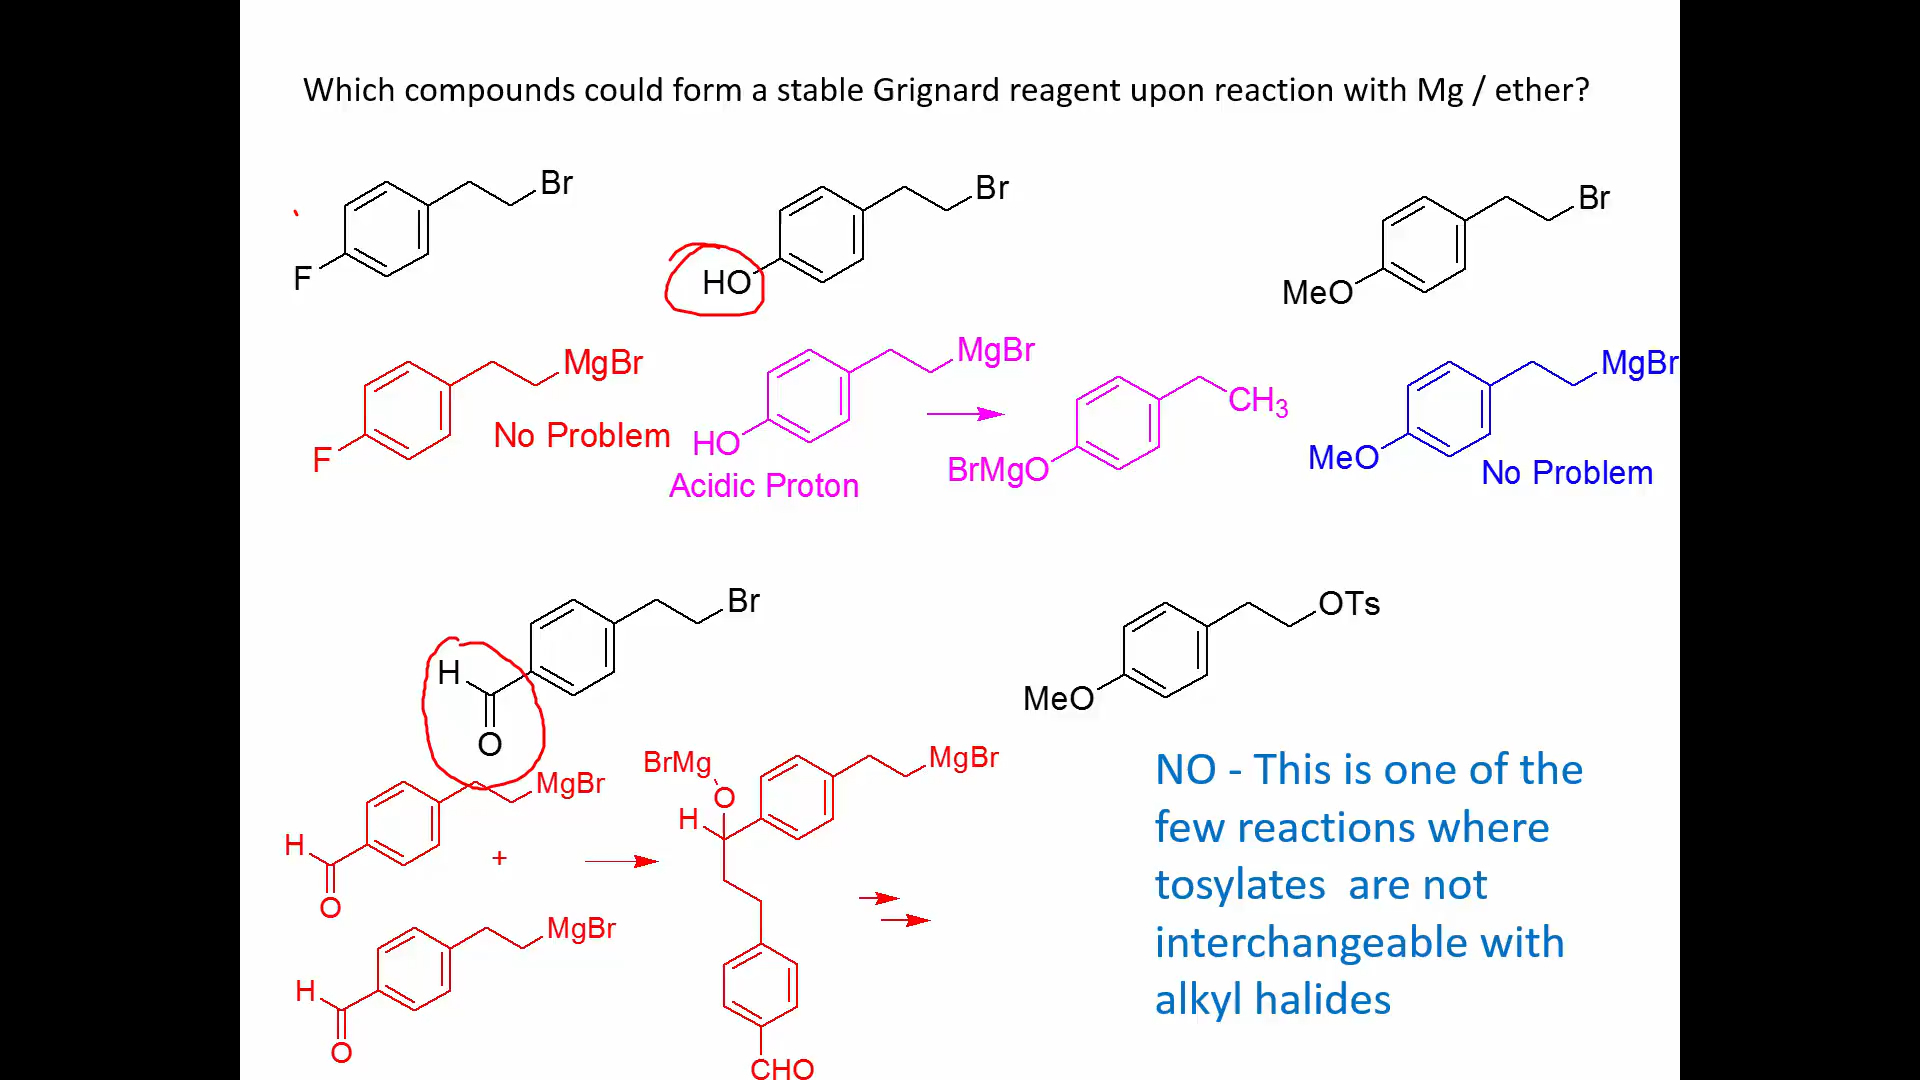 Which compounds could form a stable Grignard reagent upon reaction with Mg / ether?
Br
F
Br
HO
Br
MeO
MgBr
F
No Problem
MgBr
HO
Acidic Proton
CH3
BrMgO
MgBr
MeO
No Problem
Br
H
O
OTs
MeO
MgBr
H
O
+
MgBr
H
O
BrMg
O
H
MgBr
CHO
NO - This is one of the
few reactions where
tosylates are not
interchangeable with
alkyl halides